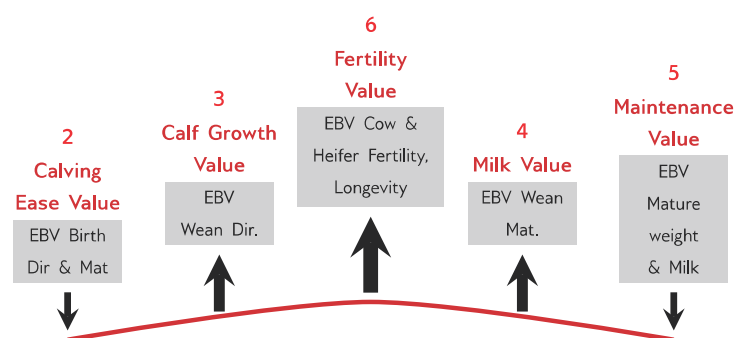 2
Calving
Ease Value
EBV Birth
Dir & Mat
3
Calf Growth
Value
EBV
Wean Dir.
6
Fertility
Value
EBV Cow &
Heifer Fertility,
Longevity
4
Milk Value
EBV Wean
Mat.
5
Maintenance
Value
EBV
Mature
weight
& Milk